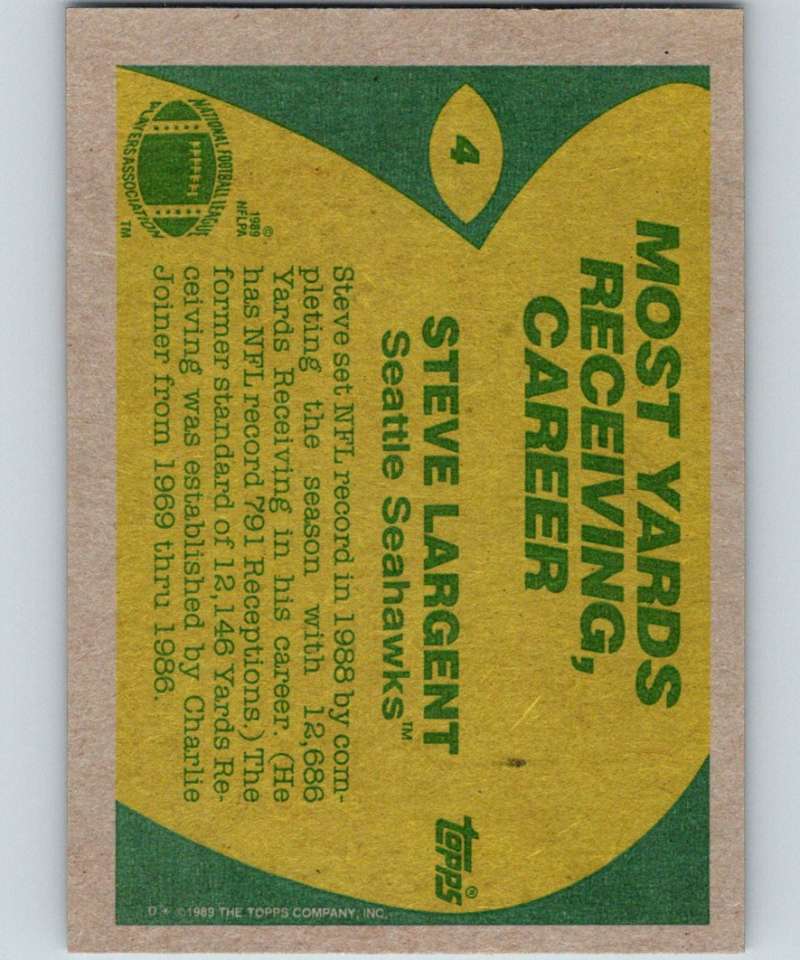 4
MOST YARDS
RECEIVING,
CAREER
STEVE LARGENT
Seattle Seahawks™
Steve set NFL record in 1988 by com-
pleting the season with 12,686
Yards Receiving in his career. (He
has NFL record 791 Receptions.) The
former standard of 12,146 Yards Re-
ceiving was established by Charlie
Joiner from 1969 thru 1986.
NATIONAL FOOTBALL LEAGUE
PLAYERS ASSOCIATION
TM
©
1989
NFLPA
TOPPS®
D * ©1989 THE TOPPS COMPANY, INC.